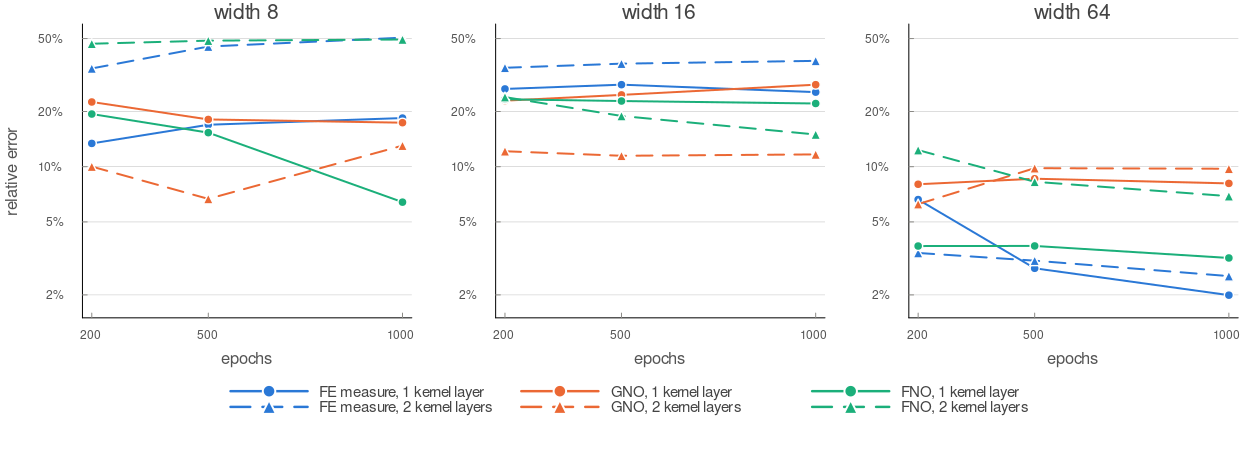 width 8
width 16
width 64
relative error
50%
20%
10%
5%
2%
200
500
1000
epochs
50%
20%
10%
5%
2%
200
500
1000
epochs
50%
20%
10%
5%
2%
200
500
1000
epochs
FE measure, 1 kernel layer
FE measure, 2 kernel layers
GNO, 1 kernel layer
GNO, 2 kernel layers
FNO, 1 kernel layer
FNO, 2 kernel layers